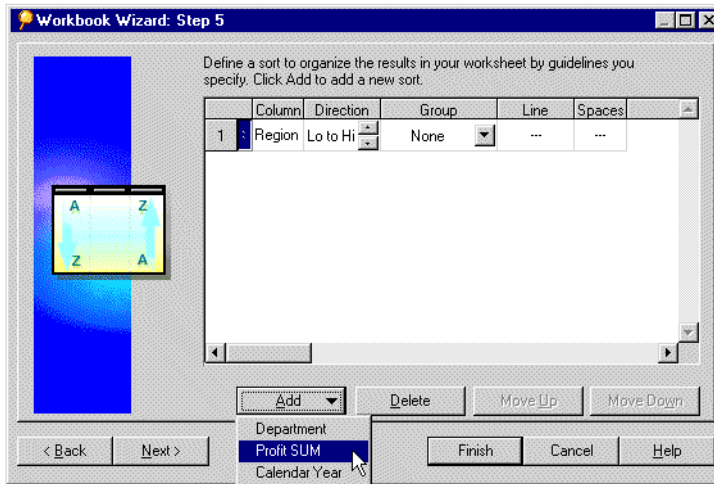 Workbook Wizard: Step 5
Define a sort to organize the results in your worksheet by guidelines you
specify. Click Add to add a new sort.
Column Direction Group Line Spaces
1 Region Lo to Hi None --- ---
A Z
Z A
Add Delete Move Up Move Down
Department
Profit SUM
Calendar Year
< Back Next > Finish Cancel Help